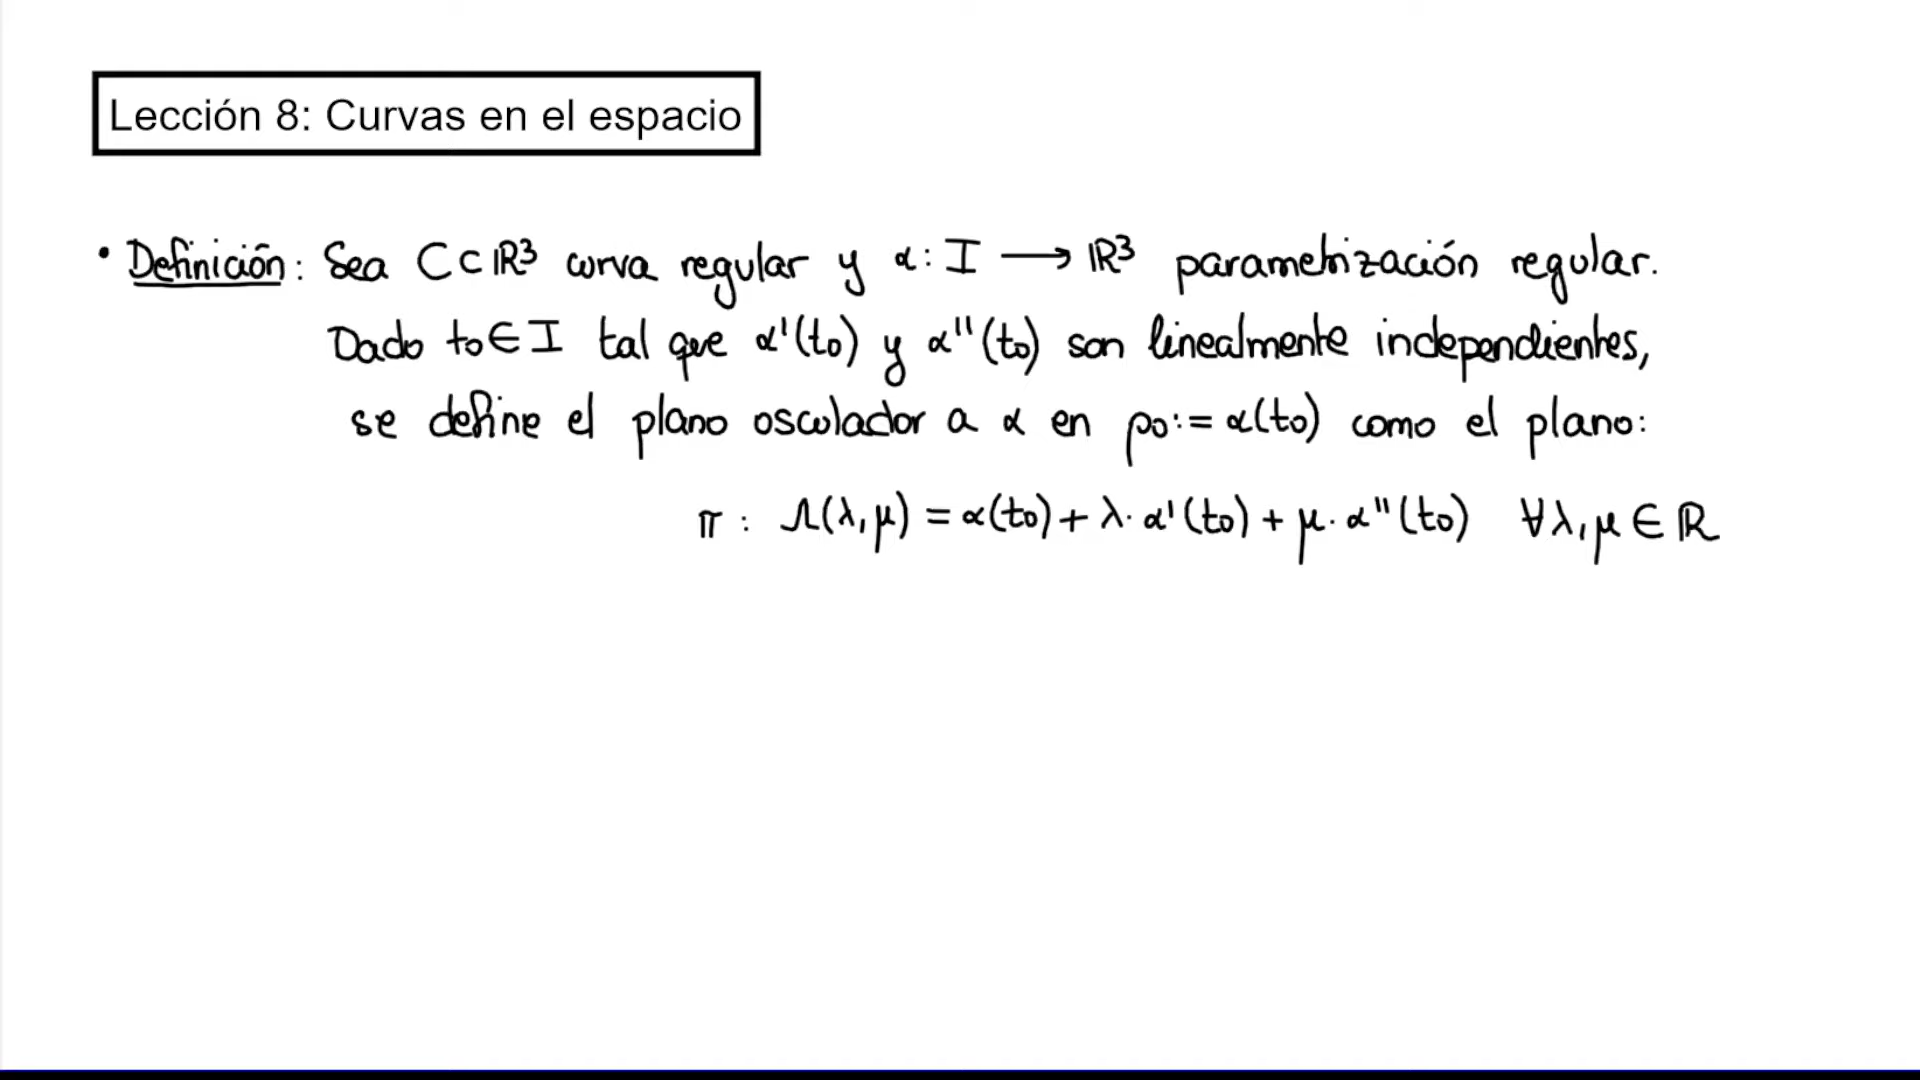 Lección 8: Curvas en el espacio
• Definición: Sea C⊂ℝ³ curva regular y α: I ⟶ ℝ³ parametrización regular.
Dado t₀∈I tal que α'(t₀) y α''(t₀) son linealmente independientes,
se define el plano osculador a α en p₀:= α(t₀) como el plano:
π: Λ(λ,μ) = α(t₀) + λ·α'(t₀) + μ·α''(t₀) ∀λ,μ∈ℝ